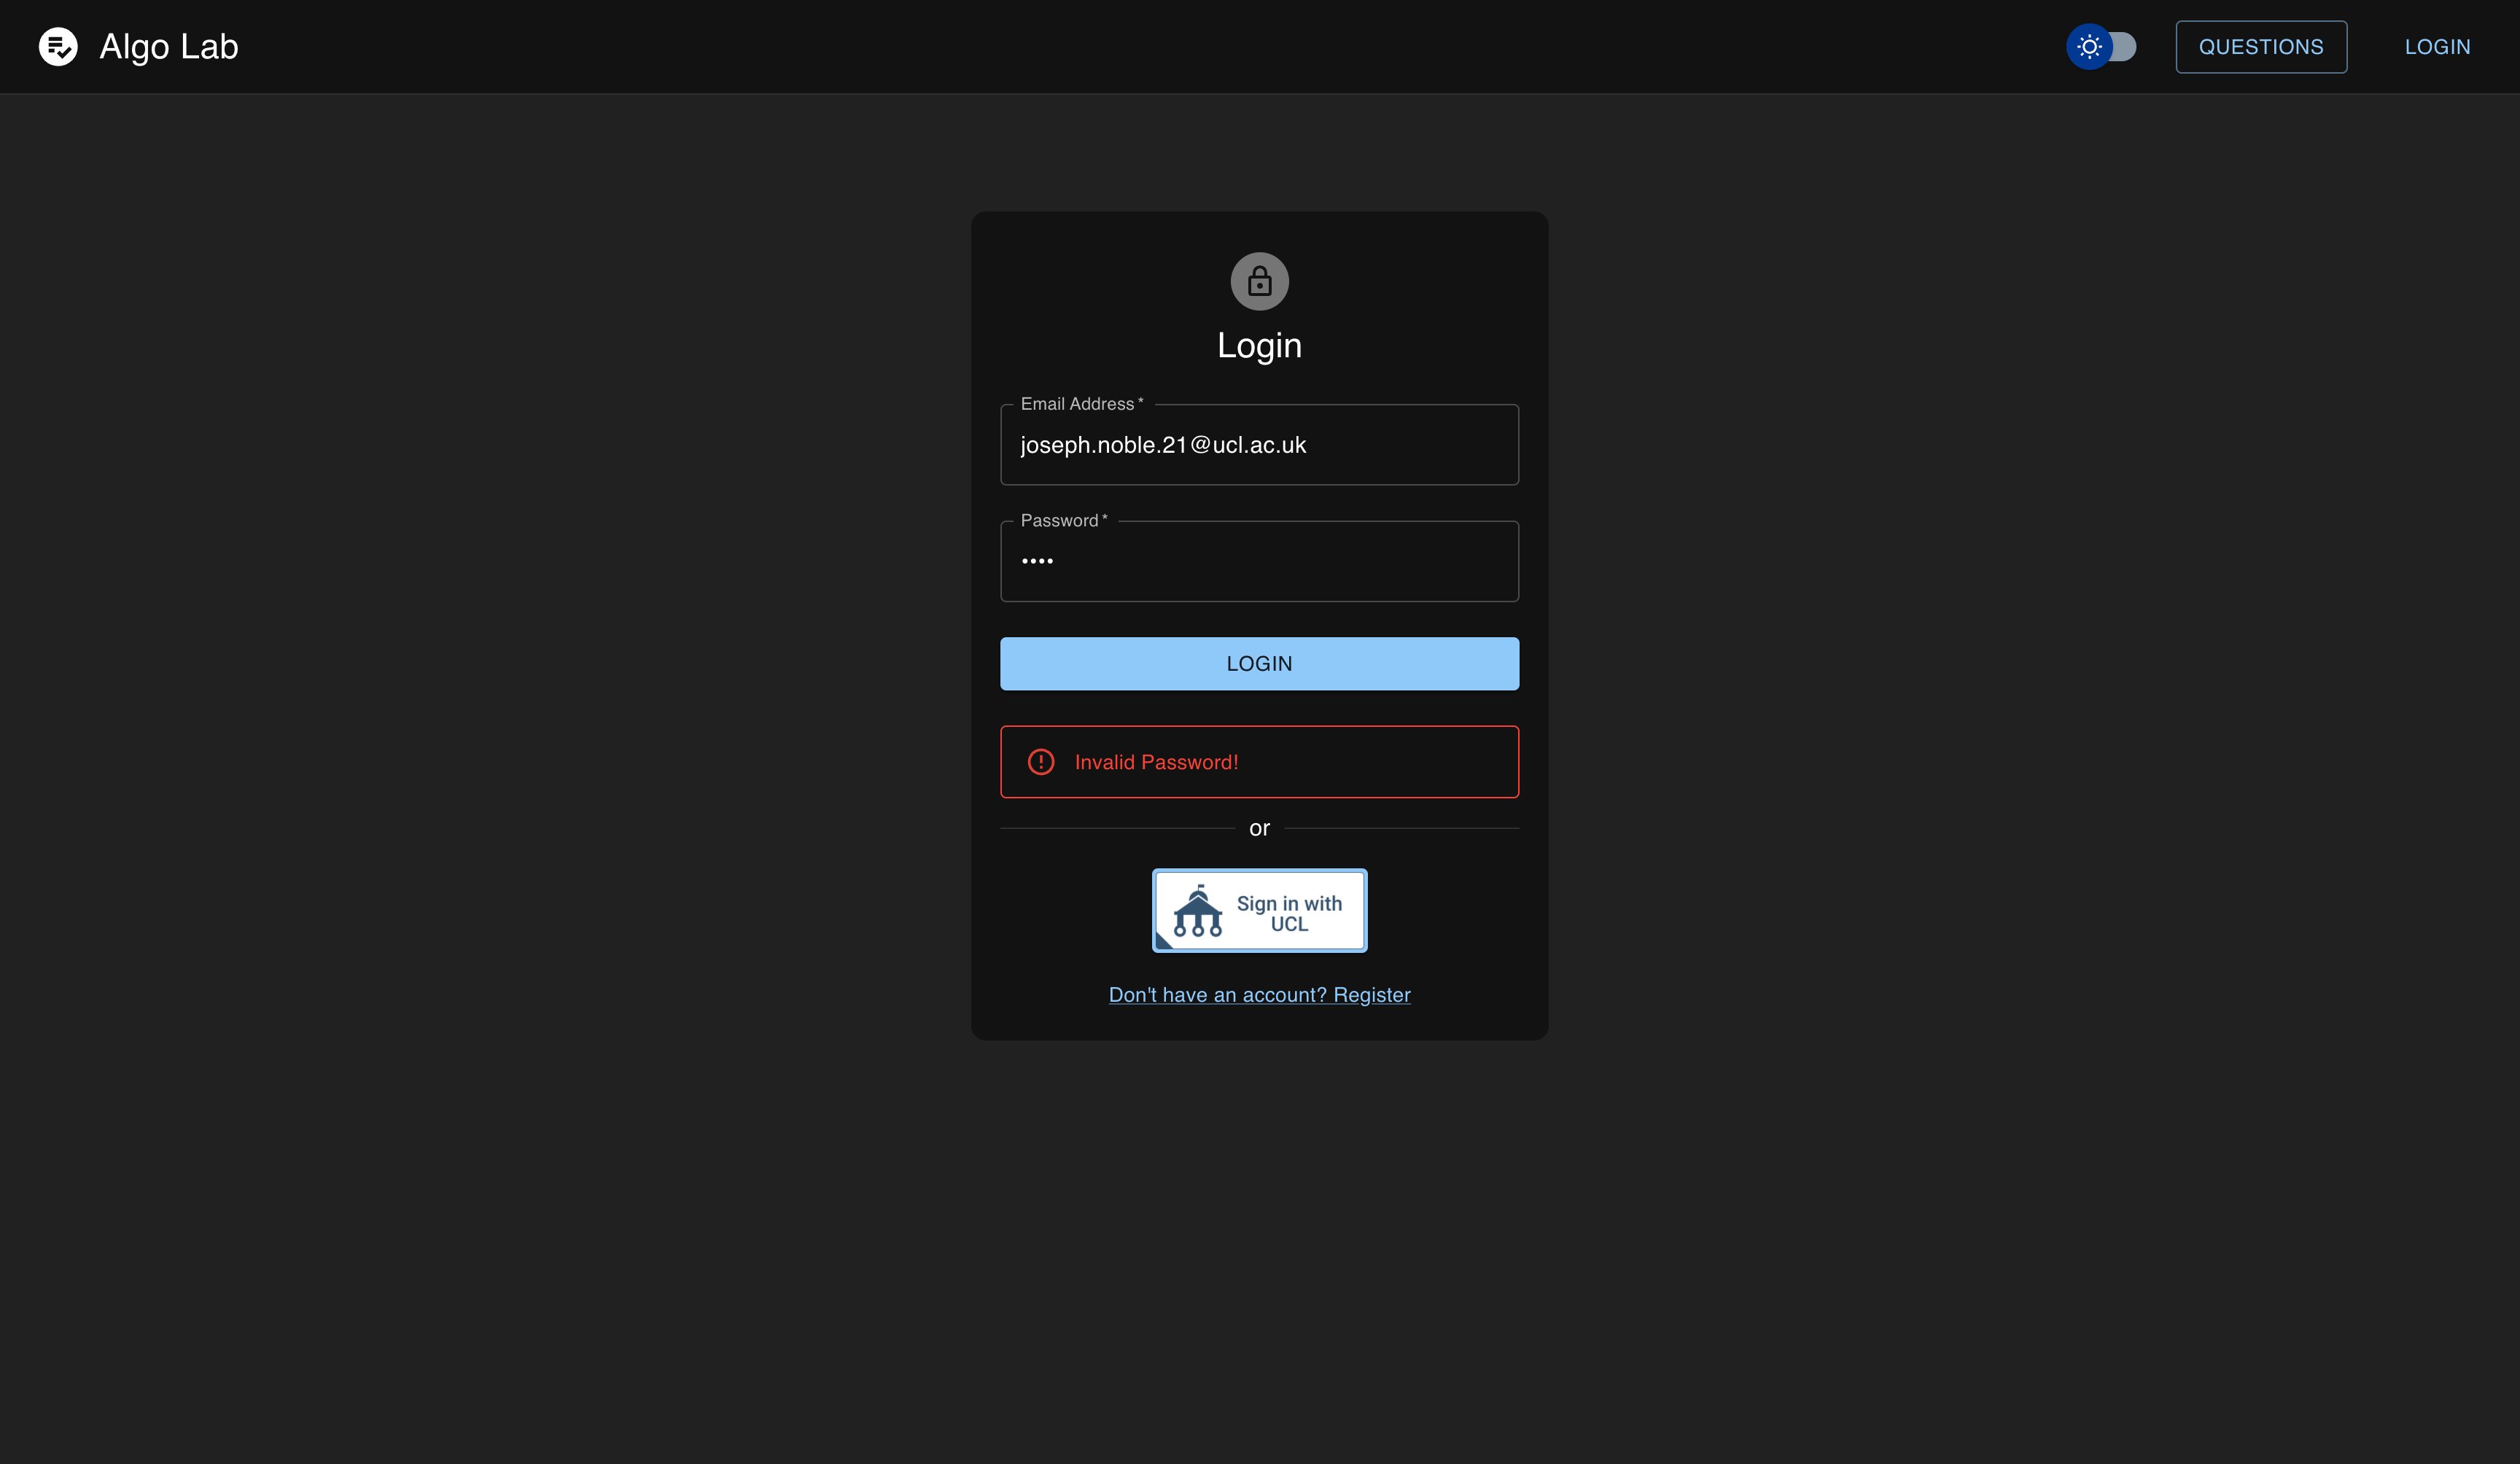 Algo Lab
QUESTIONS
LOGIN
Login
Email Address *
joseph.noble.21@ucl.ac.uk
Password *
••••
LOGIN
Invalid Password!
or
Sign in with
UCL
Don't have an account? Register